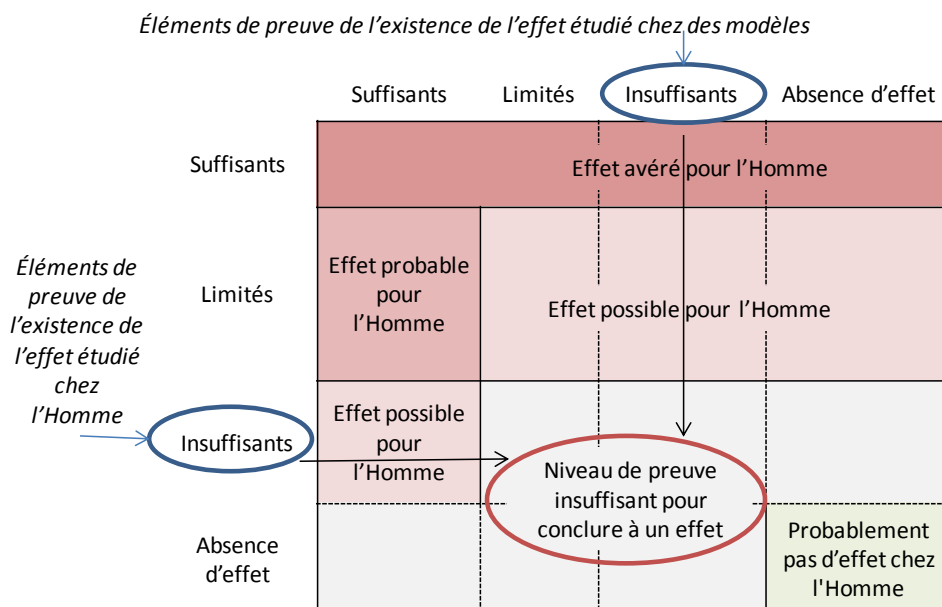 Éléments de preuve de l'existence de l'effet étudié chez des modèles
Suffisants
Limités
Insuffisants
Absence d'effet
Suffisants
Effet avéré pour l'Homme
Éléments de
preuve de
l'existence de
l'effet étudié
chez
l'Homme
Limités
Effet probable
pour
l'Homme
Effet possible pour l'Homme
Insuffisants
Effet possible
pour
l'Homme
Niveau de preuve
insuffisant pour
conclure à un effet
Absence
d'effet
Probablement
pas d'effet chez
l'Homme